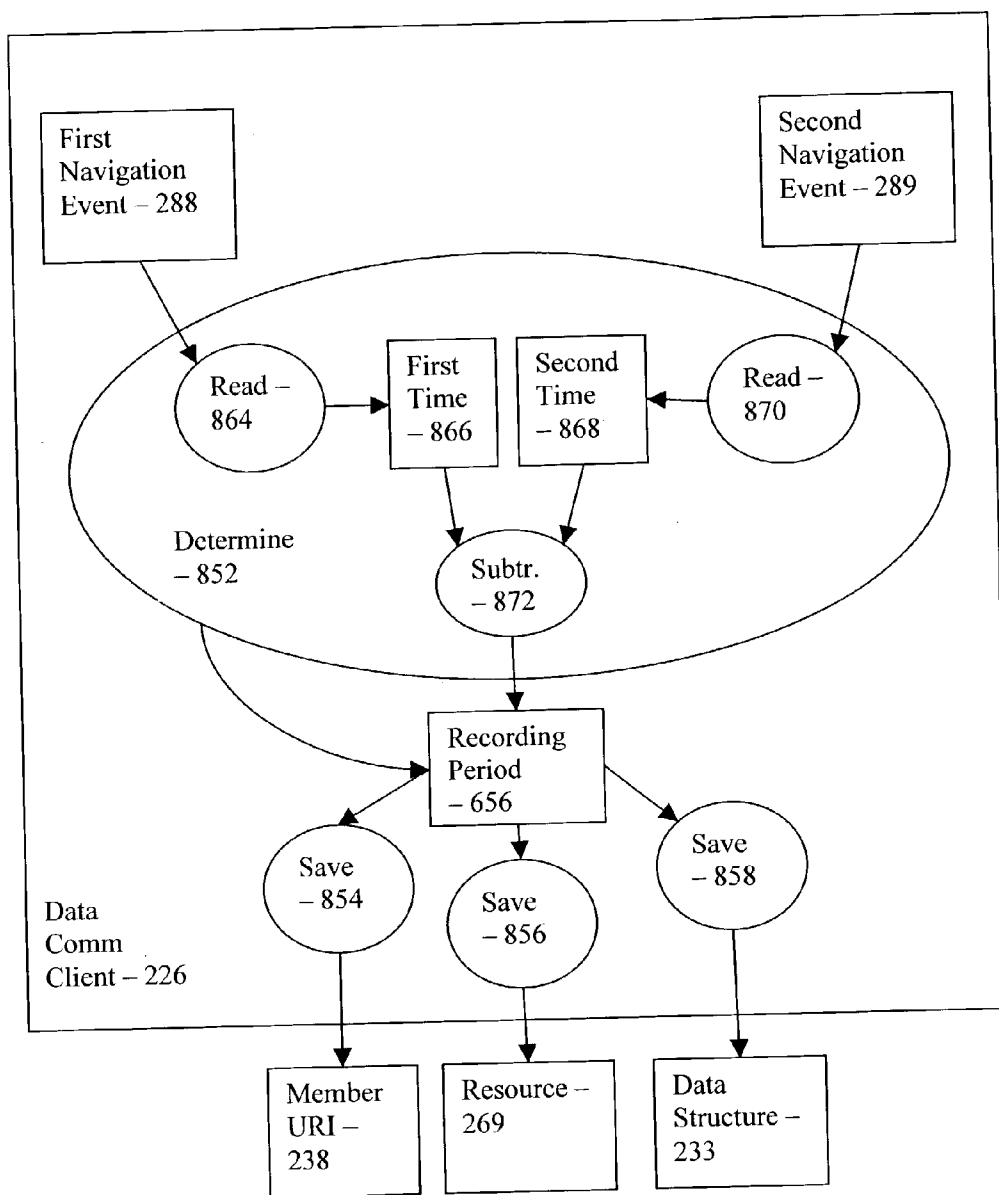 First
Navigation
Event – 288
Second
Navigation
Event – 289
Read –
864
First
Time
– 866
Second
Time
– 868
Read –
870
Determine
– 852
Subtr.
– 872
Recording
Period
– 656
Save
– 854
Save
– 856
Save
– 858
Data
Comm
Client – 226
Member
URI –
238
Resource –
269
Data
Structure –
233